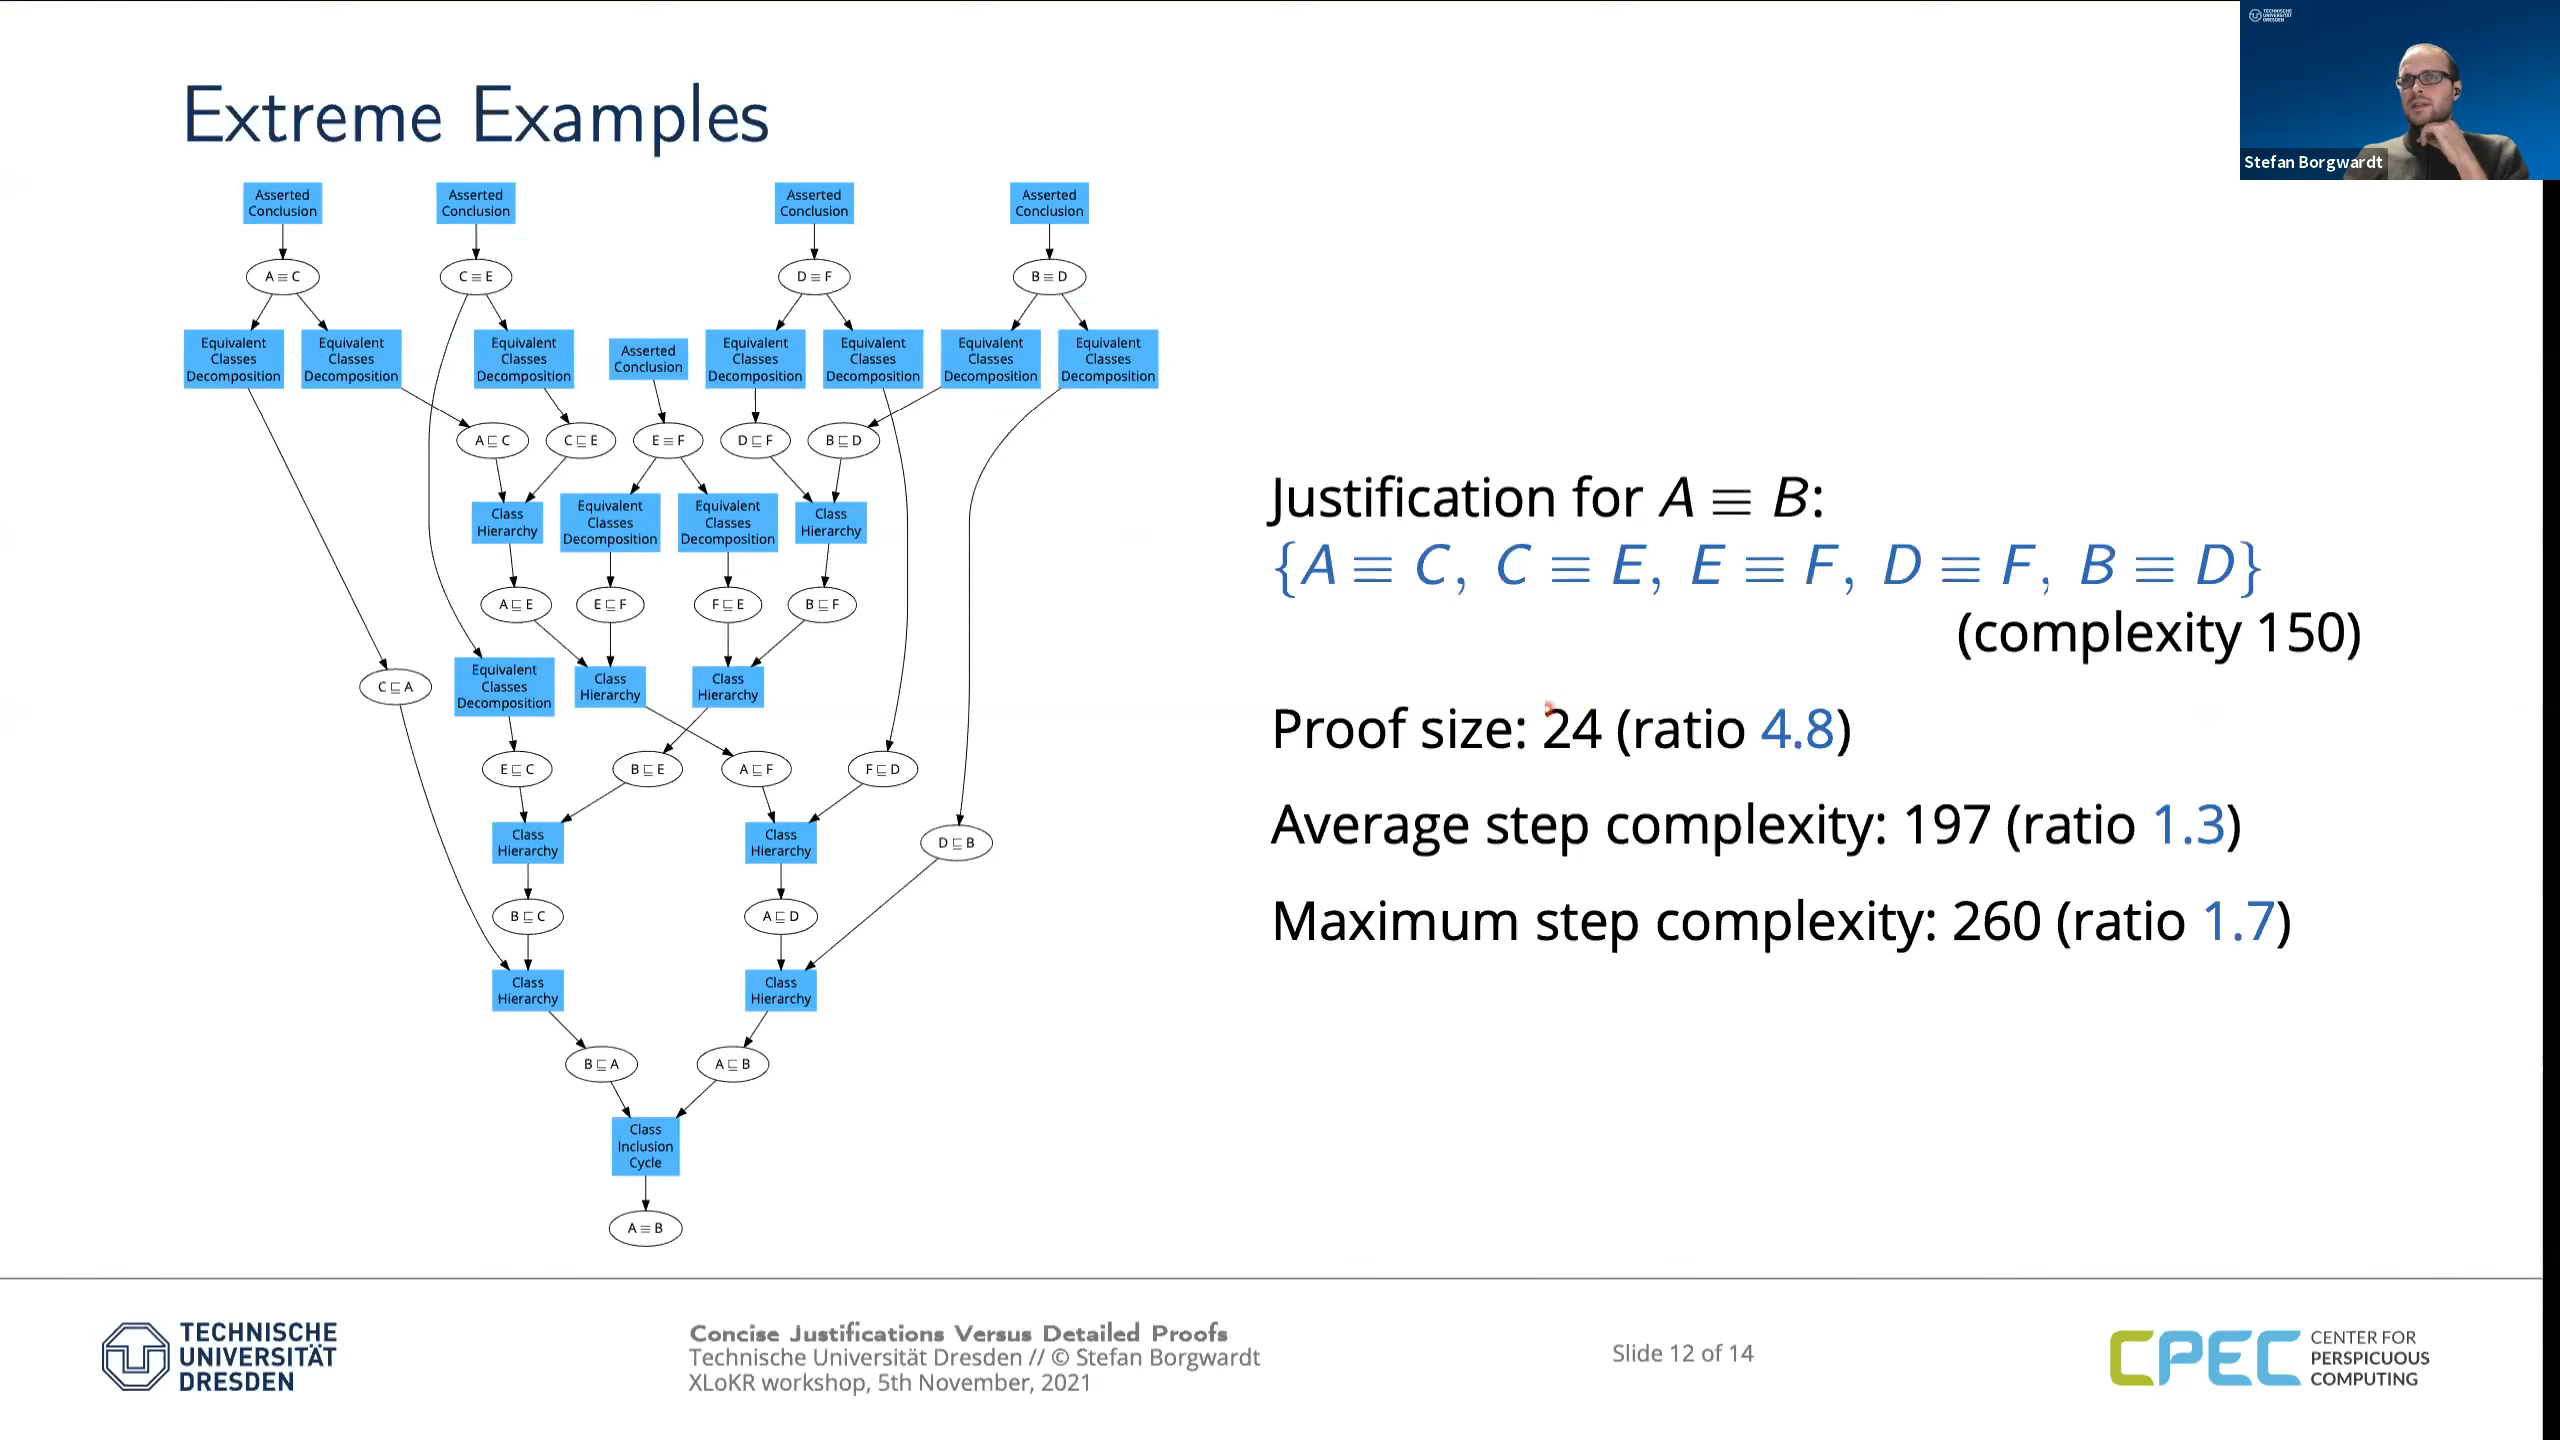 TECHNISCHE
UNIVERSITÄT
DRESDEN
Stefan Borgwardt
Extreme Examples
Asserted
Conclusion
Asserted
Conclusion
Asserted
Conclusion
Asserted
Conclusion
A ≡ C
C ≡ E
D ≡ F
B ≡ D
Equivalent
Classes
Decomposition
Equivalent
Classes
Decomposition
Equivalent
Classes
Decomposition
Asserted
Conclusion
Equivalent
Classes
Decomposition
Equivalent
Classes
Decomposition
Equivalent
Classes
Decomposition
Equivalent
Classes
Decomposition
A ⊑ C
C ⊑ E
E ≡ F
D ⊑ F
B ⊑ D
Class
Hierarchy
Equivalent
Classes
Decomposition
Equivalent
Classes
Decomposition
Class
Hierarchy
A ⊑ E
E ⊑ F
F ⊑ E
B ⊑ F
C ⊑ A
Equivalent
Classes
Decomposition
Class
Hierarchy
Class
Hierarchy
E ⊑ C
B ⊑ E
A ⊑ F
F ⊑ D
Class
Hierarchy
Class
Hierarchy
D ⊑ B
B ⊑ C
A ⊑ D
Class
Hierarchy
Class
Hierarchy
B ⊑ A
A ⊑ B
Class
Inclusion
Cycle
A ≡ B
Justification for A ≡ B:
{A ≡ C, C ≡ E, E ≡ F, D ≡ F, B ≡ D}
(complexity 150)
Proof size: 24 (ratio 4.8)
Average step complexity: 197 (ratio 1.3)
Maximum step complexity: 260 (ratio 1.7)
TECHNISCHE
UNIVERSITÄT
DRESDEN
Concise Justifications Versus Detailed Proofs
Technische Universität Dresden // © Stefan Borgwardt
XLoKR workshop, 5th November, 2021
Slide 12 of 14
CPEC
CENTER FOR
PERSPICUOUS
COMPUTING